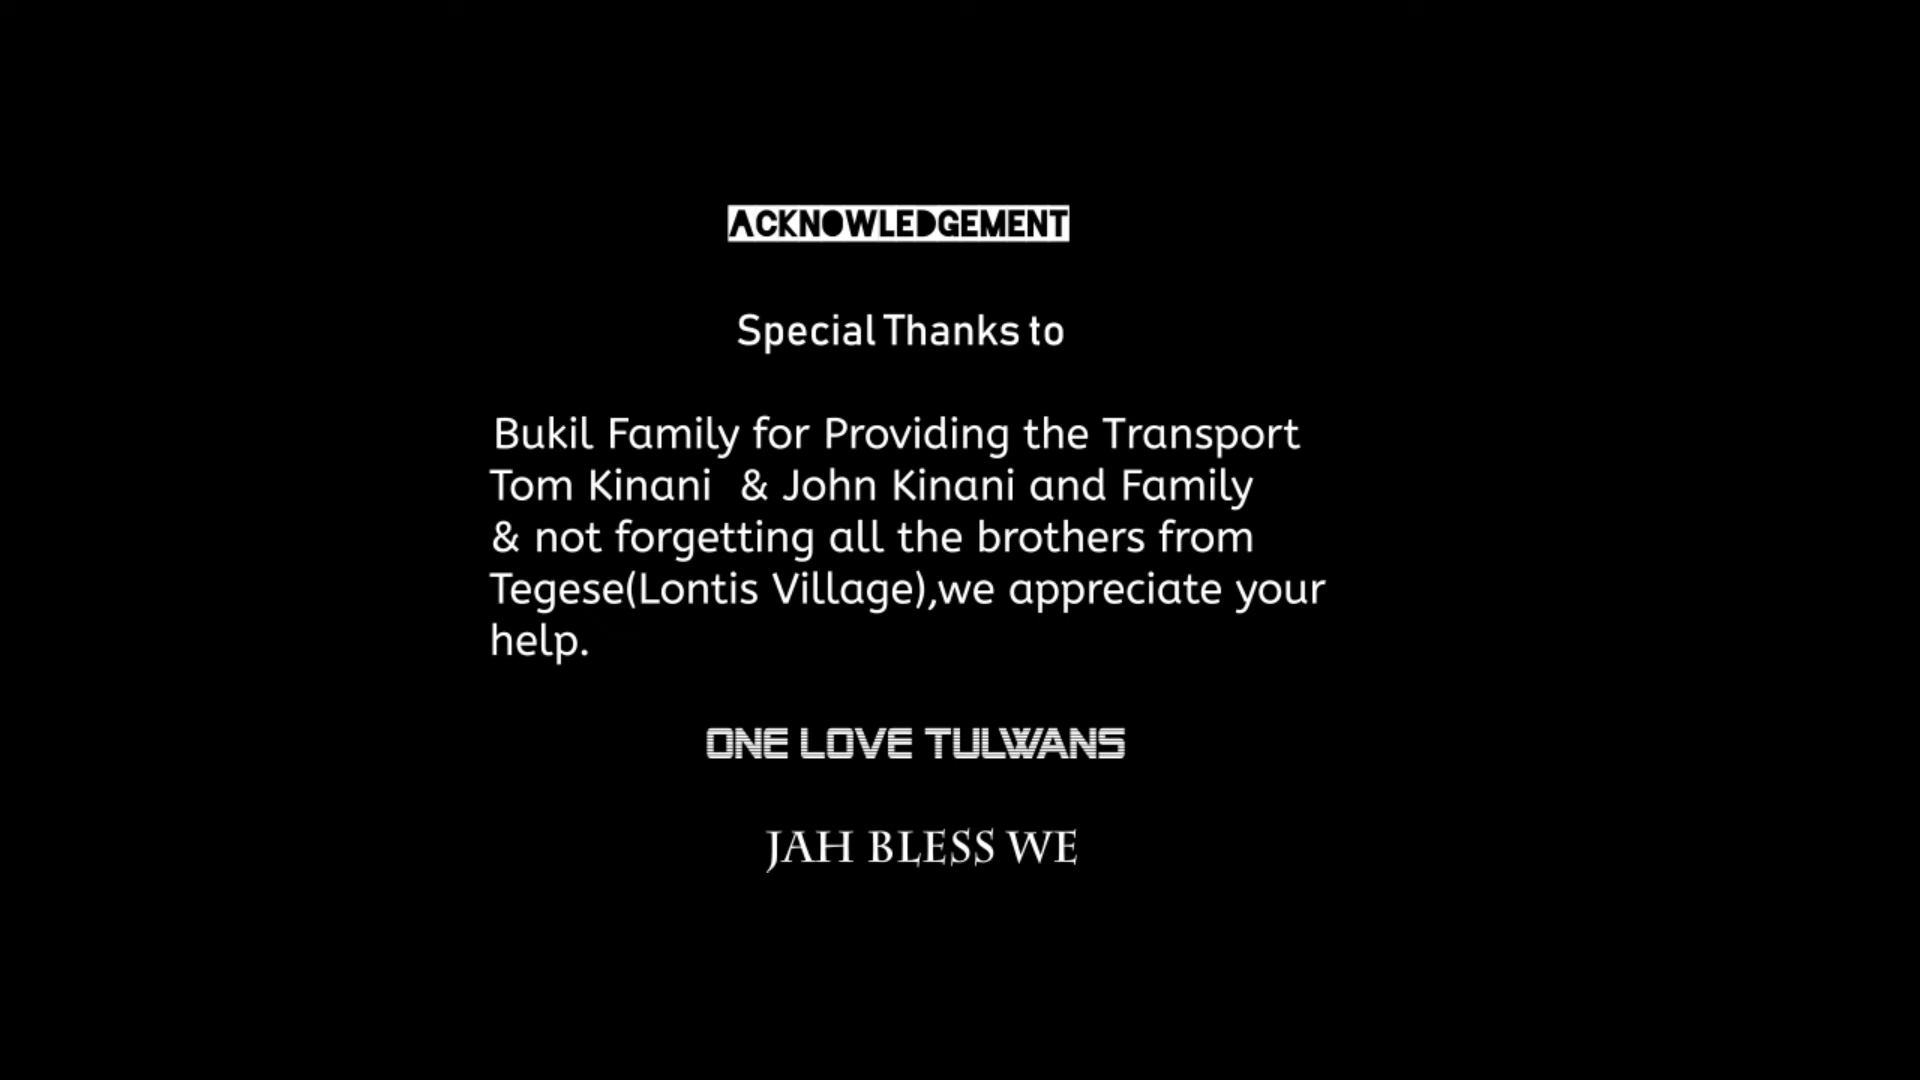 ACKNOWLEDGEMENT
Special Thanks to
Bukil Family for Providing the Transport
Tom Kinani & John Kinani and Family
& not forgetting all the brothers from
Tegese(Lontis Village),we appreciate your
help.
ONE LOVE TULWANS
JAH BLESS WE